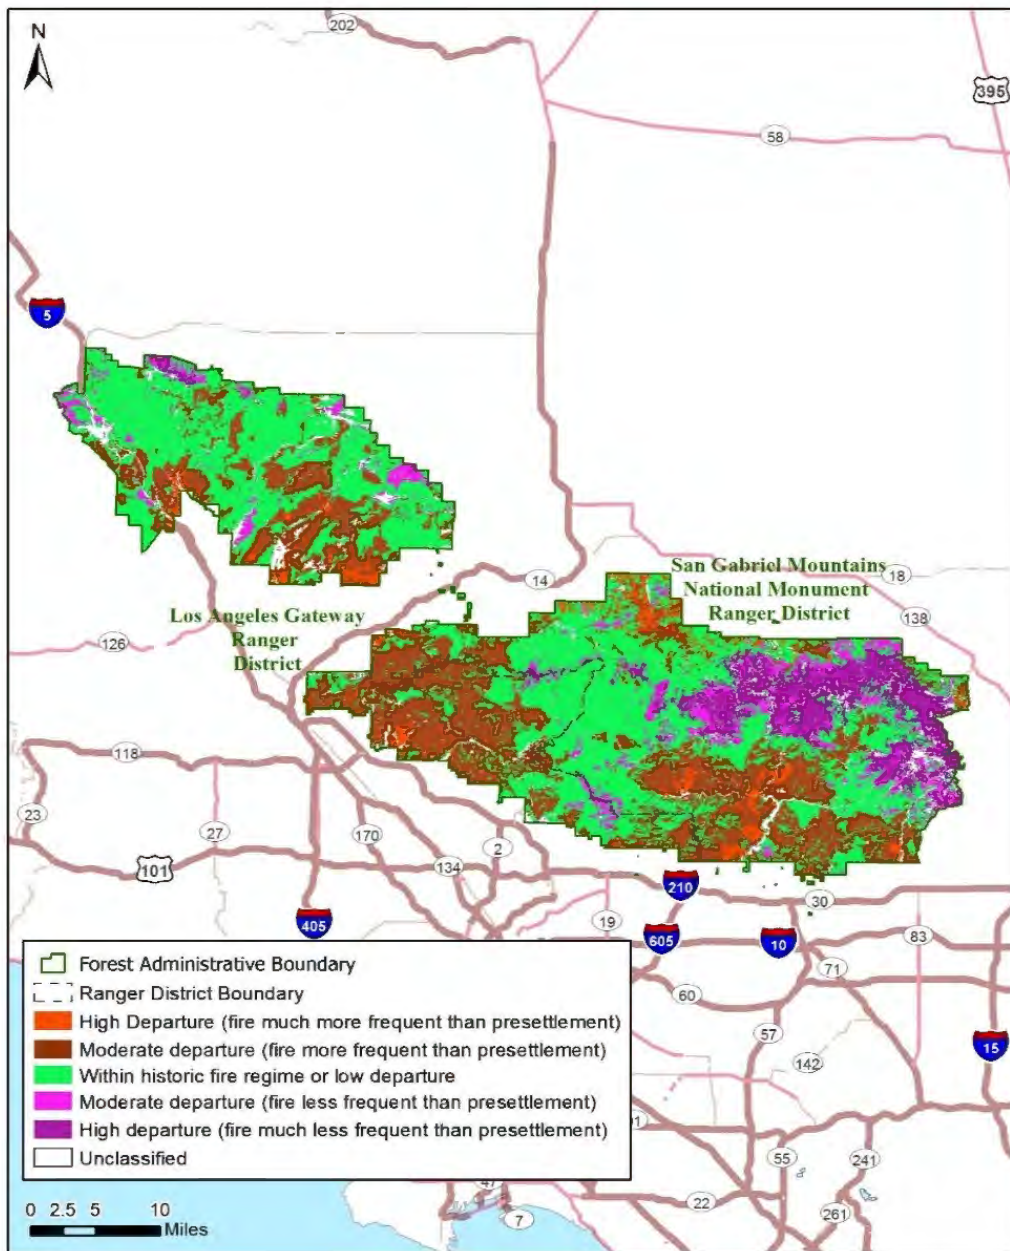 N
202
395
58
5
San Gabriel Mountains
National Monument
Ranger District
14
18
Los Angeles Gateway
Ranger
District
138
126
118
23
27
170
2
134
101
210
30
405
19
605
10
83
71
60
57
142
15
55
241
22
261
47
7
Forest Administrative Boundary
Ranger District Boundary
High Departure (fire much more frequent than presettlement)
Moderate departure (fire more frequent than presettlement)
Within historic fire regime or low departure
Moderate departure (fire less frequent than presettlement)
High departure (fire much less frequent than presettlement)
Unclassified
0 2.5 5 10
Miles